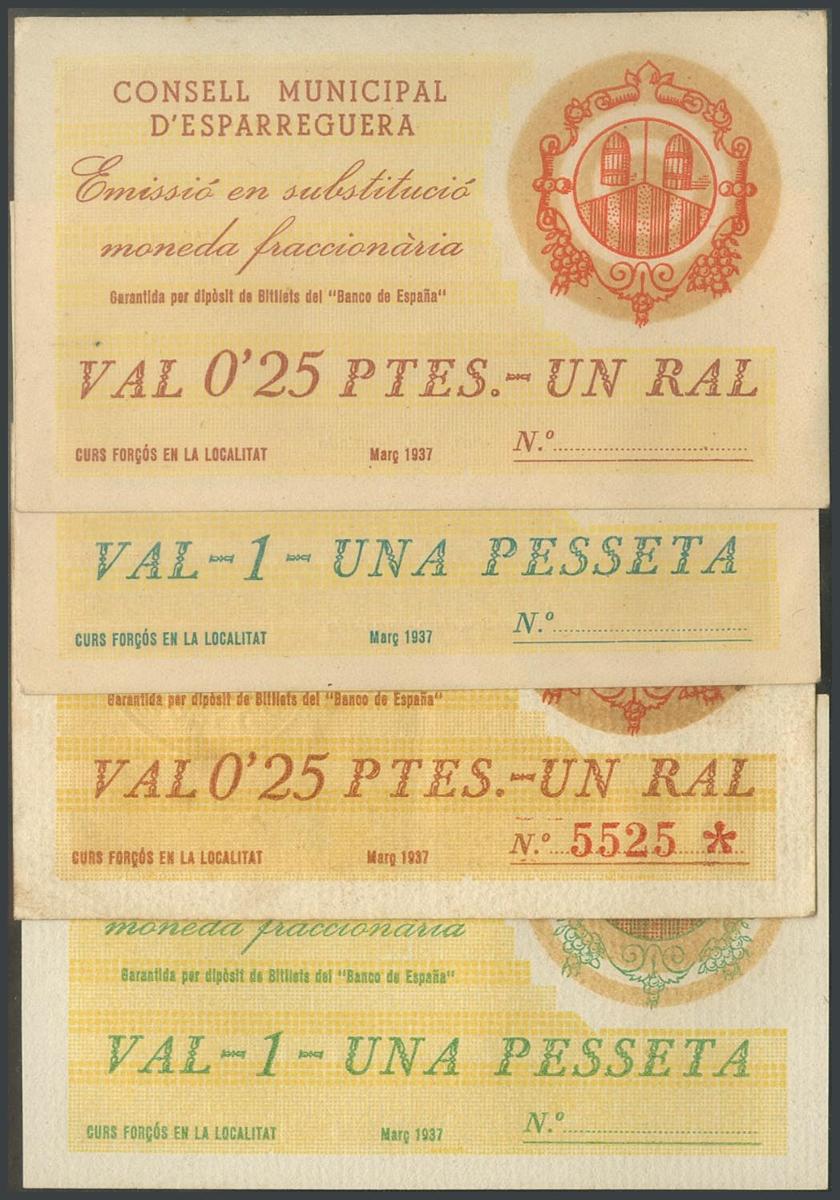 CONSELL MUNICIPAL
D'ESPARREGUERA
Emissió en substitució
moneda fraccionària
Garantida per dipòsit de Bitllets del "Banco de España"
VAL 0'25 PTES.-UN RAL
CURS FORÇÓS EN LA LOCALITAT Març 1937 N.º
VAL-1-UNA PESSETA
CURS FORÇÓS EN LA LOCALITAT Març 1937 N.º
Garantida per dipòsit de Bitllets del "Banco de España"
VAL 0'25 PTES.-UN RAL
CURS FORÇÓS EN LA LOCALITAT Març 1937 N.º 5525 *
moneda fraccionària
Garantida per dipòsit de Bitllets del "Banco de España"
VAL-1-UNA PESSETA
CURS FORÇÓS EN LA LOCALITAT Març 1937 N.º